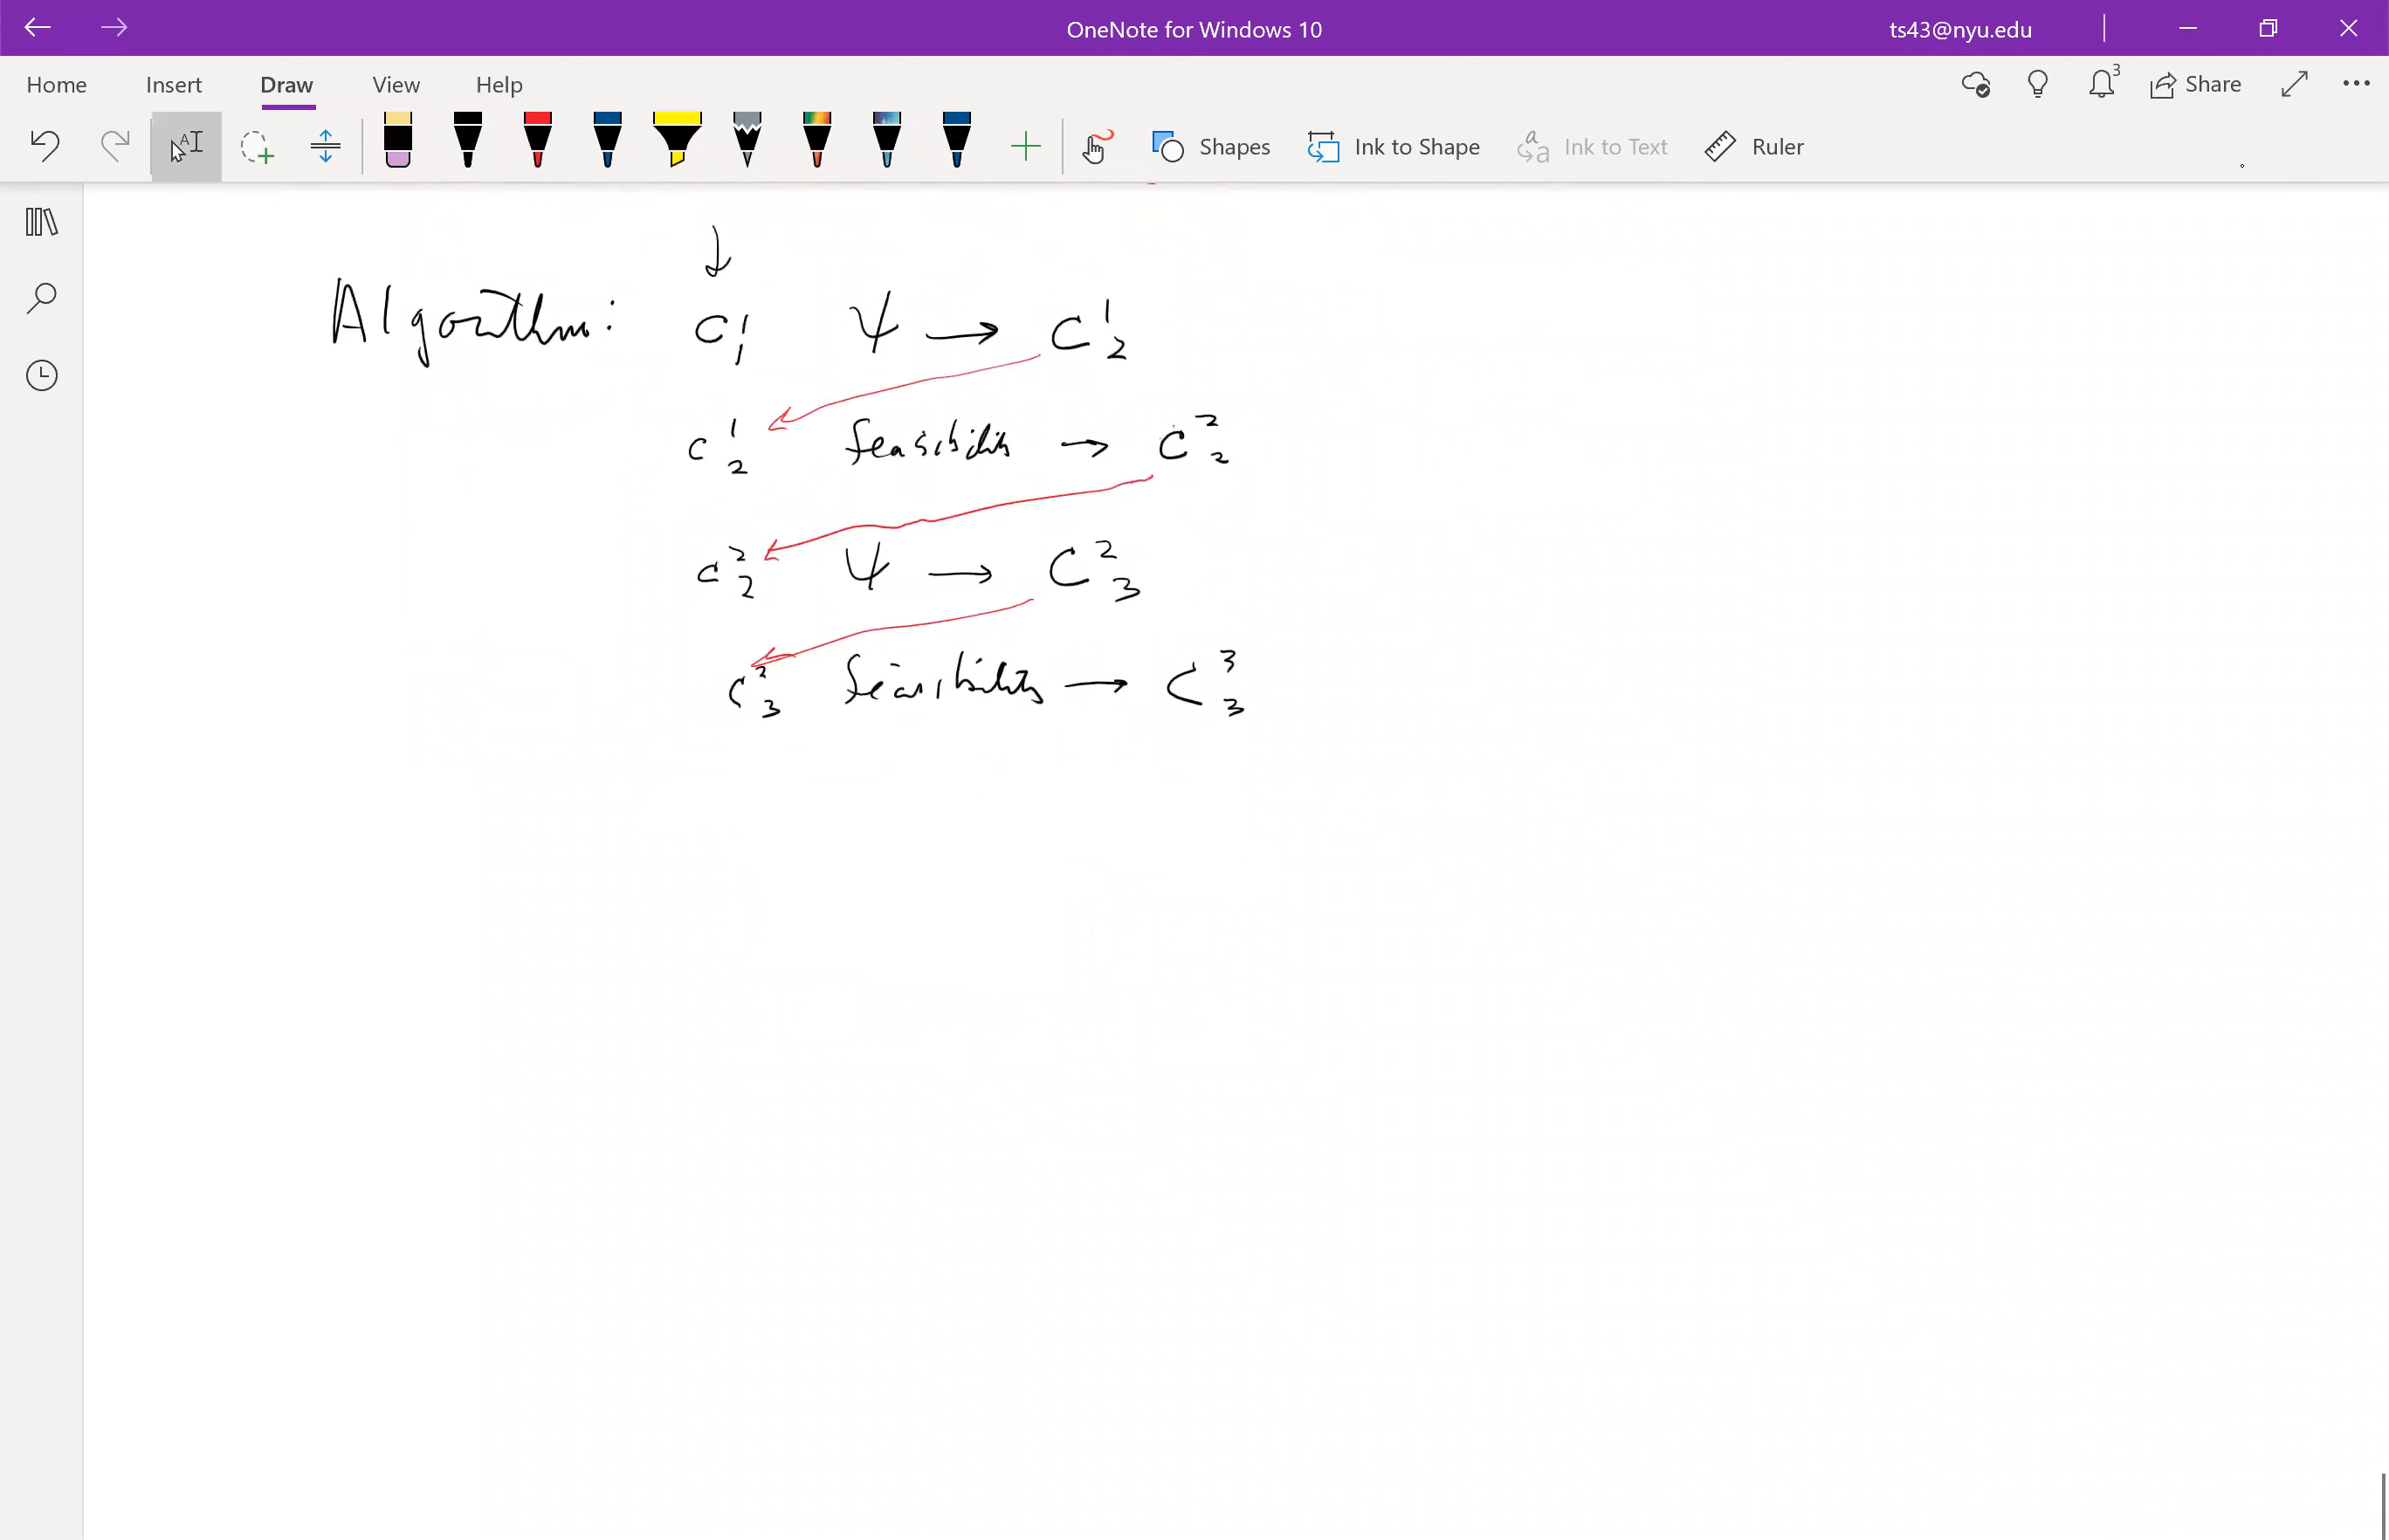 OneNote for Windows 10 ts43@nyu.edu
Home Insert Draw View Help 3 Share
Shapes Ink to Shape Ink to Text Ruler
Algorithm: c¹₁ Ψ → c¹₂
c¹₂ feasibility → c²₂
c²₂ Ψ → c²₃
c²₃ feasibility → c³₃